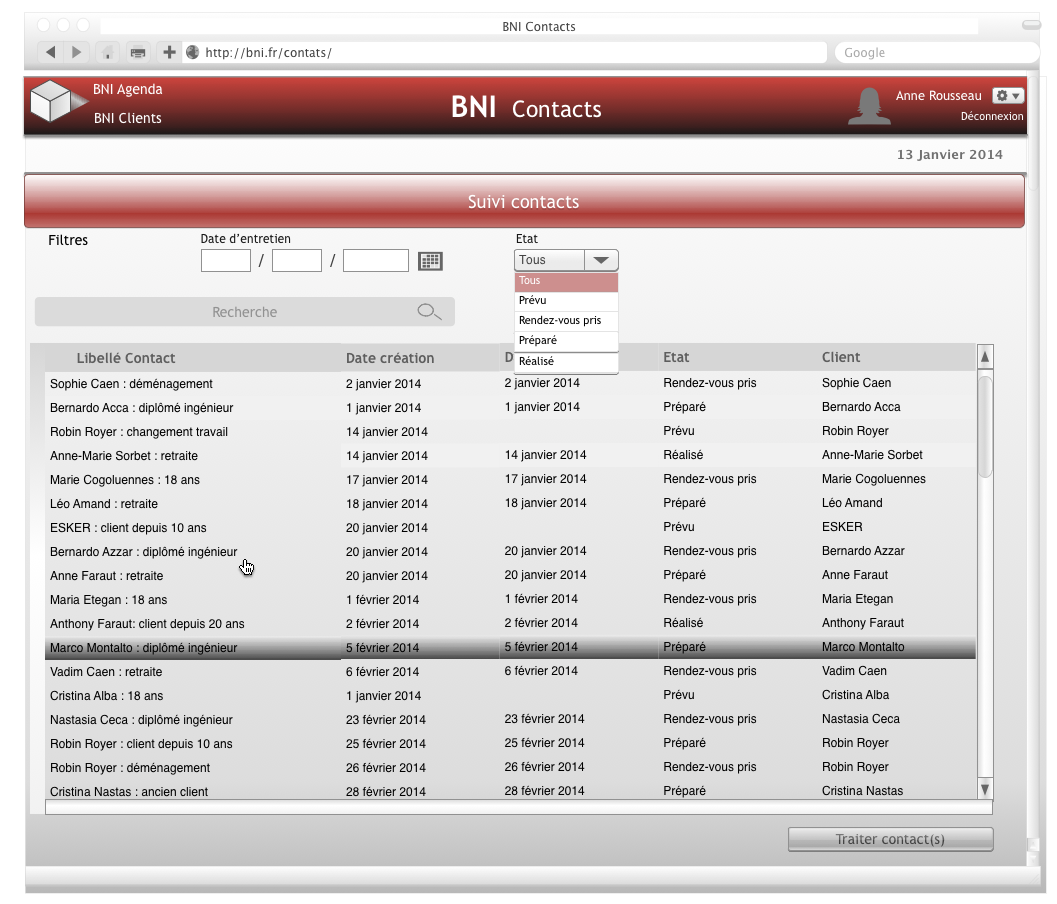 BNI Contacts
http://bni.fr/contats/ Google
BNI Agenda
BNI Clients
BNI Contacts
Anne Rousseau
Déconnexion
13 Janvier 2014
Suivi contacts
Filtres
Date d'entretien
/ /
Etat
Tous
Tous
Prévu
Rendez-vous pris
Préparé
Réalisé
Recherche
Libellé Contact Date création D Etat Client
Sophie Caen : déménagement 2 janvier 2014 2 janvier 2014 Rendez-vous pris Sophie Caen
Bernardo Acca : diplômé ingénieur 1 janvier 2014 1 janvier 2014 Préparé Bernardo Acca
Robin Royer : changement travail 14 janvier 2014 Prévu Robin Royer
Anne-Marie Sorbet : retraite 14 janvier 2014 14 janvier 2014 Réalisé Anne-Marie Sorbet
Marie Cogoluennes : 18 ans 17 janvier 2014 17 janvier 2014 Rendez-vous pris Marie Cogoluennes
Léo Amand : retraite 18 janvier 2014 18 janvier 2014 Préparé Léo Amand
ESKER : client depuis 10 ans 20 janvier 2014 Prévu ESKER
Bernardo Azzar : diplômé ingénieur 20 janvier 2014 20 janvier 2014 Rendez-vous pris Bernardo Azzar
Anne Faraut : retraite 20 janvier 2014 20 janvier 2014 Préparé Anne Faraut
Maria Etegan : 18 ans 1 février 2014 1 février 2014 Rendez-vous pris Maria Etegan
Anthony Faraut: client depuis 20 ans 2 février 2014 2 février 2014 Réalisé Anthony Faraut
Marco Montalto : diplômé ingénieur 5 février 2014 5 février 2014 Préparé Marco Montalto
Vadim Caen : retraite 6 février 2014 6 février 2014 Rendez-vous pris Vadim Caen
Cristina Alba : 18 ans 1 janvier 2014 Prévu Cristina Alba
Nastasia Ceca : diplômé ingénieur 23 février 2014 23 février 2014 Rendez-vous pris Nastasia Ceca
Robin Royer : client depuis 10 ans 25 février 2014 25 février 2014 Préparé Robin Royer
Robin Royer : déménagement 26 février 2014 26 février 2014 Rendez-vous pris Robin Royer
Cristina Nastas : ancien client 28 février 2014 28 février 2014 Préparé Cristina Nastas
Traiter contact(s)